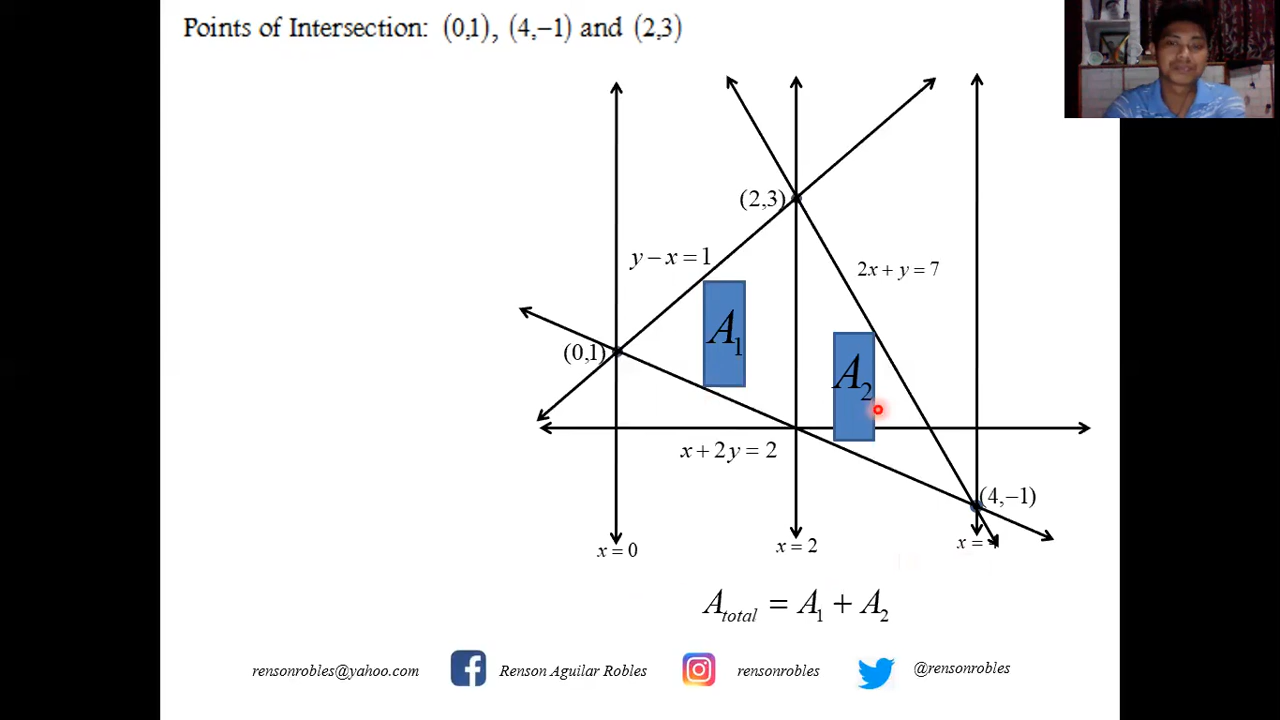 Points of Intersection: (0,1), (4,−1) and (2,3)
(2,3)
y − x = 1
2x + y = 7
A₁
(0,1)
A₂
x + 2y = 2
(4,−1)
x = 0
x = 2
x =
A_total = A₁ + A₂
rensonrobles@yahoo.com
Renson Aguilar Robles
rensonrobles
@rensonrobles